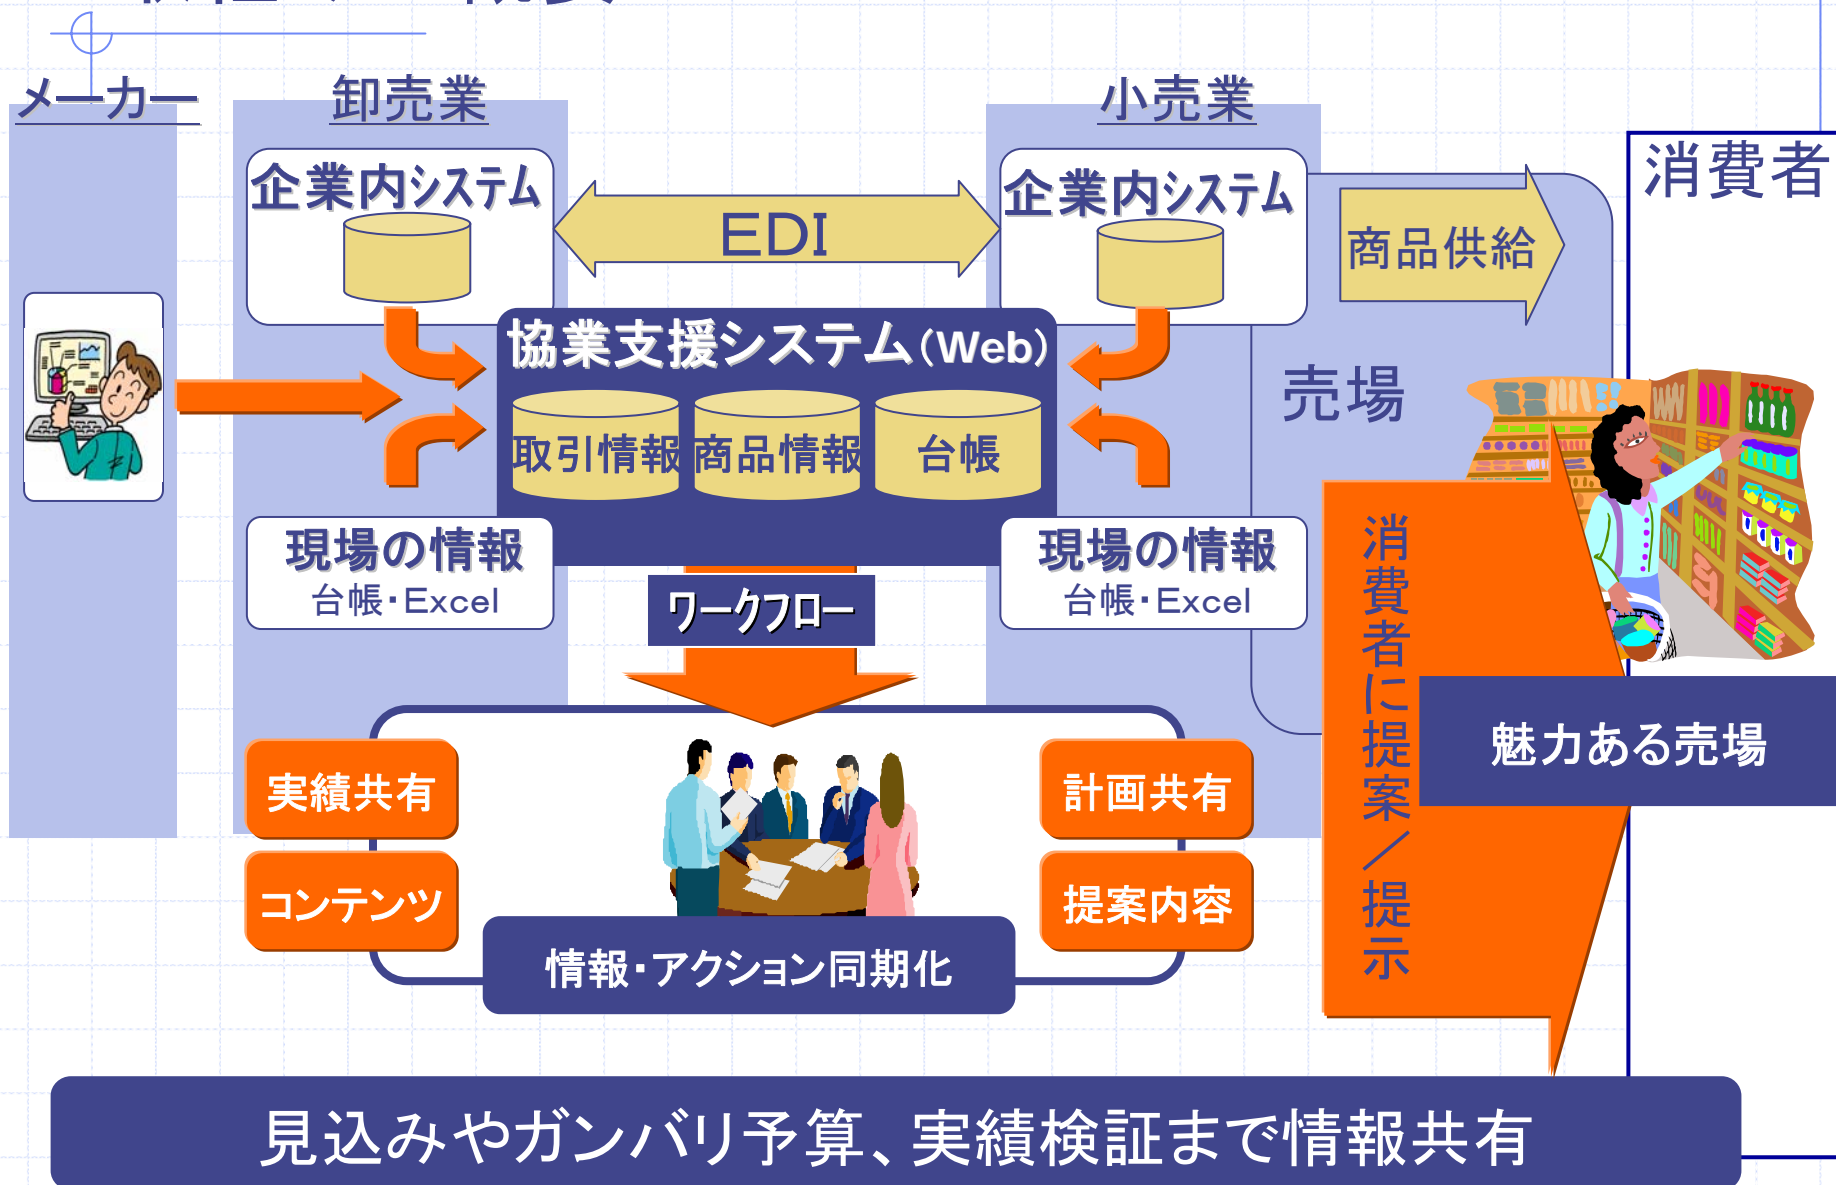 メーカー
卸売業
小売業
消費者
企業内システム
EDI
企業内システム
商品供給
協業支援システム(Web)
取引情報
商品情報
台帳
売場
現場の情報
台帳・Excel
現場の情報
台帳・Excel
ワークフロー
消費者に提案／提示
魅力ある売場
実績共有
計画共有
コンテンツ
提案内容
情報・アクション同期化
見込みやガンバリ予算、実績検証まで情報共有